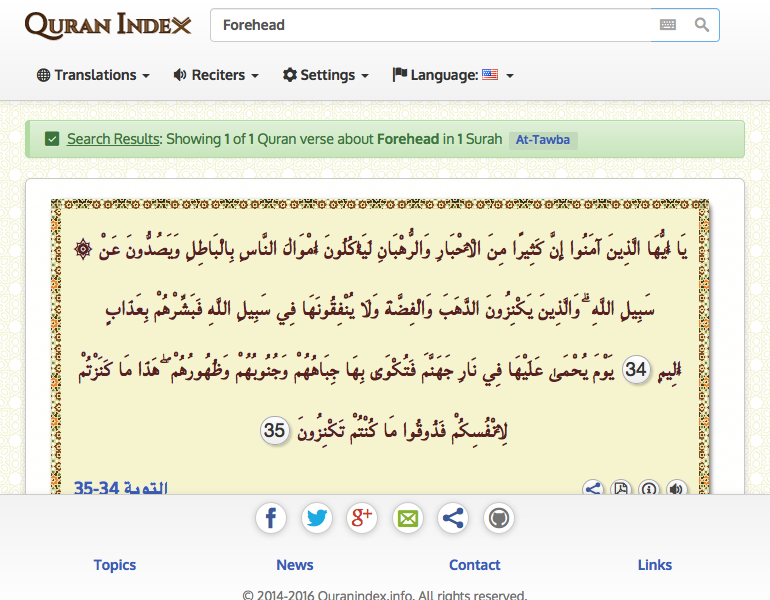 QURAN INDEX
Forehead
Translations Reciters Settings Language:
Search Results: Showing 1 of 1 Quran verse about Forehead in 1 Surah At-Tawba
۞ يَا أَيُّهَا الَّذِينَ آمَنُوا إِنَّ كَثِيرًا مِنَ الْأَحْبَارِ وَالرُّهْبَانِ لَيَأْكُلُونَ أَمْوَالَ النَّاسِ بِالْبَاطِلِ وَيَصُدُّونَ عَنْ
سَبِيلِ اللَّهِ ۗ وَالَّذِينَ يَكْنِزُونَ الذَّهَبَ وَالْفِضَّةَ وَلَا يُنْفِقُونَهَا فِي سَبِيلِ اللَّهِ فَبَشِّرْهُمْ بِعَذَابٍ
أَلِيمٍ 34 يَوْمَ يُحْمَىٰ عَلَيْهَا فِي نَارِ جَهَنَّمَ فَتُكْوَىٰ بِهَا جِبَاهُهُمْ وَجُنُوبُهُمْ وَظُهُورُهُمْ ۖ هَٰذَا مَا كَنَزْتُمْ
لِأَنْفُسِكُمْ فَذُوقُوا مَا كُنْتُمْ تَكْنِزُونَ 35
التوبة 34-35
Topics News Contact Links
© 2014-2016 Quranindex.info. All rights reserved.